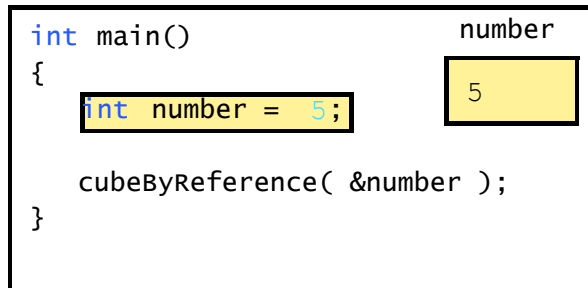 int main()
{
int number = 5;
cubeByReference( &number );
}
number
5